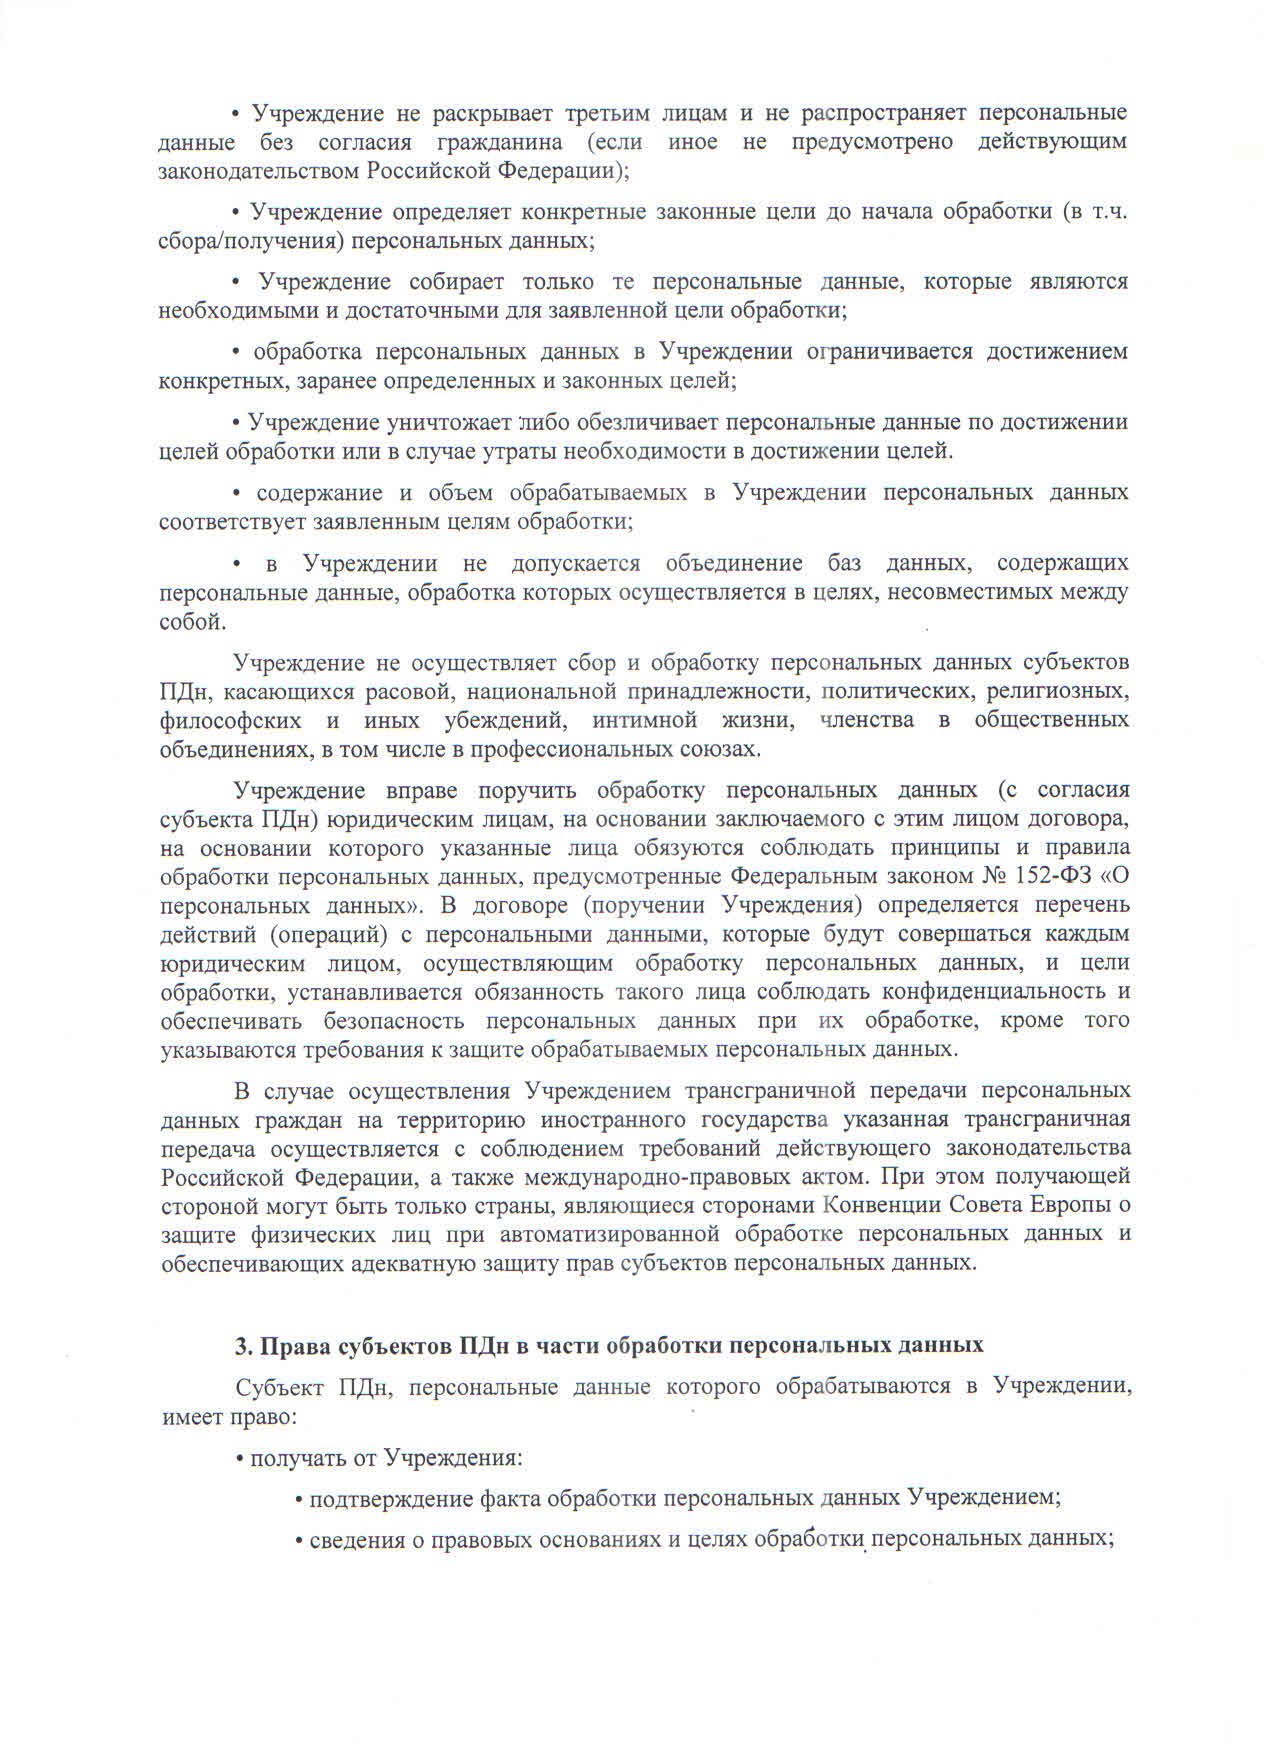 • Учреждение не раскрывает третьим лицам и не распространяет персональные
данные без согласия гражданина (если иное не предусмотрено действующим
законодательством Российской Федерации);
• Учреждение определяет конкретные законные цели до начала обработки (в т.ч.
сбора/получения) персональных данных;
• Учреждение собирает только те персональные данные, которые являются
необходимыми и достаточными для заявленной цели обработки;
• обработка персональных данных в Учреждении ограничивается достижением
конкретных, заранее определенных и законных целей;
• Учреждение уничтожает либо обезличивает персональные данные по достижении
целей обработки или в случае утраты необходимости в достижении целей.
• содержание и объем обрабатываемых в Учреждении персональных данных
соответствует заявленным целям обработки;
• в Учреждении не допускается объединение баз данных, содержащих
персональные данные, обработка которых осуществляется в целях, несовместимых между
собой.
Учреждение не осуществляет сбор и обработку персональных данных субъектов
ПДн, касающихся расовой, национальной принадлежности, политических, религиозных,
философских и иных убеждений, интимной жизни, членства в общественных
объединениях, в том числе в профессиональных союзах.
Учреждение вправе поручить обработку персональных данных (с согласия
субъекта ПДн) юридическим лицам, на основании заключаемого с этим лицом договора,
на основании которого указанные лица обязуются соблюдать принципы и правила
обработки персональных данных, предусмотренные Федеральным законом № 152-ФЗ «О
персональных данных». В договоре (поручении Учреждения) определяется перечень
действий (операций) с персональными данными, которые будут совершаться каждым
юридическим лицом, осуществляющим обработку персональных данных, и цели
обработки, устанавливается обязанность такого лица соблюдать конфиденциальность и
обеспечивать безопасность персональных данных при их обработке, кроме того
указываются требования к защите обрабатываемых персональных данных.
В случае осуществления Учреждением трансграничной передачи персональных
данных граждан на территорию иностранного государства указанная трансграничная
передача осуществляется с соблюдением требований действующего законодательства
Российской Федерации, а также международно-правовых актом. При этом получающей
стороной могут быть только страны, являющиеся сторонами Конвенции Совета Европы о
защите физических лиц при автоматизированной обработке персональных данных и
обеспечивающих адекватную защиту прав субъектов персональных данных.
3. Права субъектов ПДн в части обработки персональных данных
Субъект ПДн, персональные данные которого обрабатываются в Учреждении,
имеет право:
• получать от Учреждения:
• подтверждение факта обработки персональных данных Учреждением;
• сведения о правовых основаниях и целях обработки персональных данных;